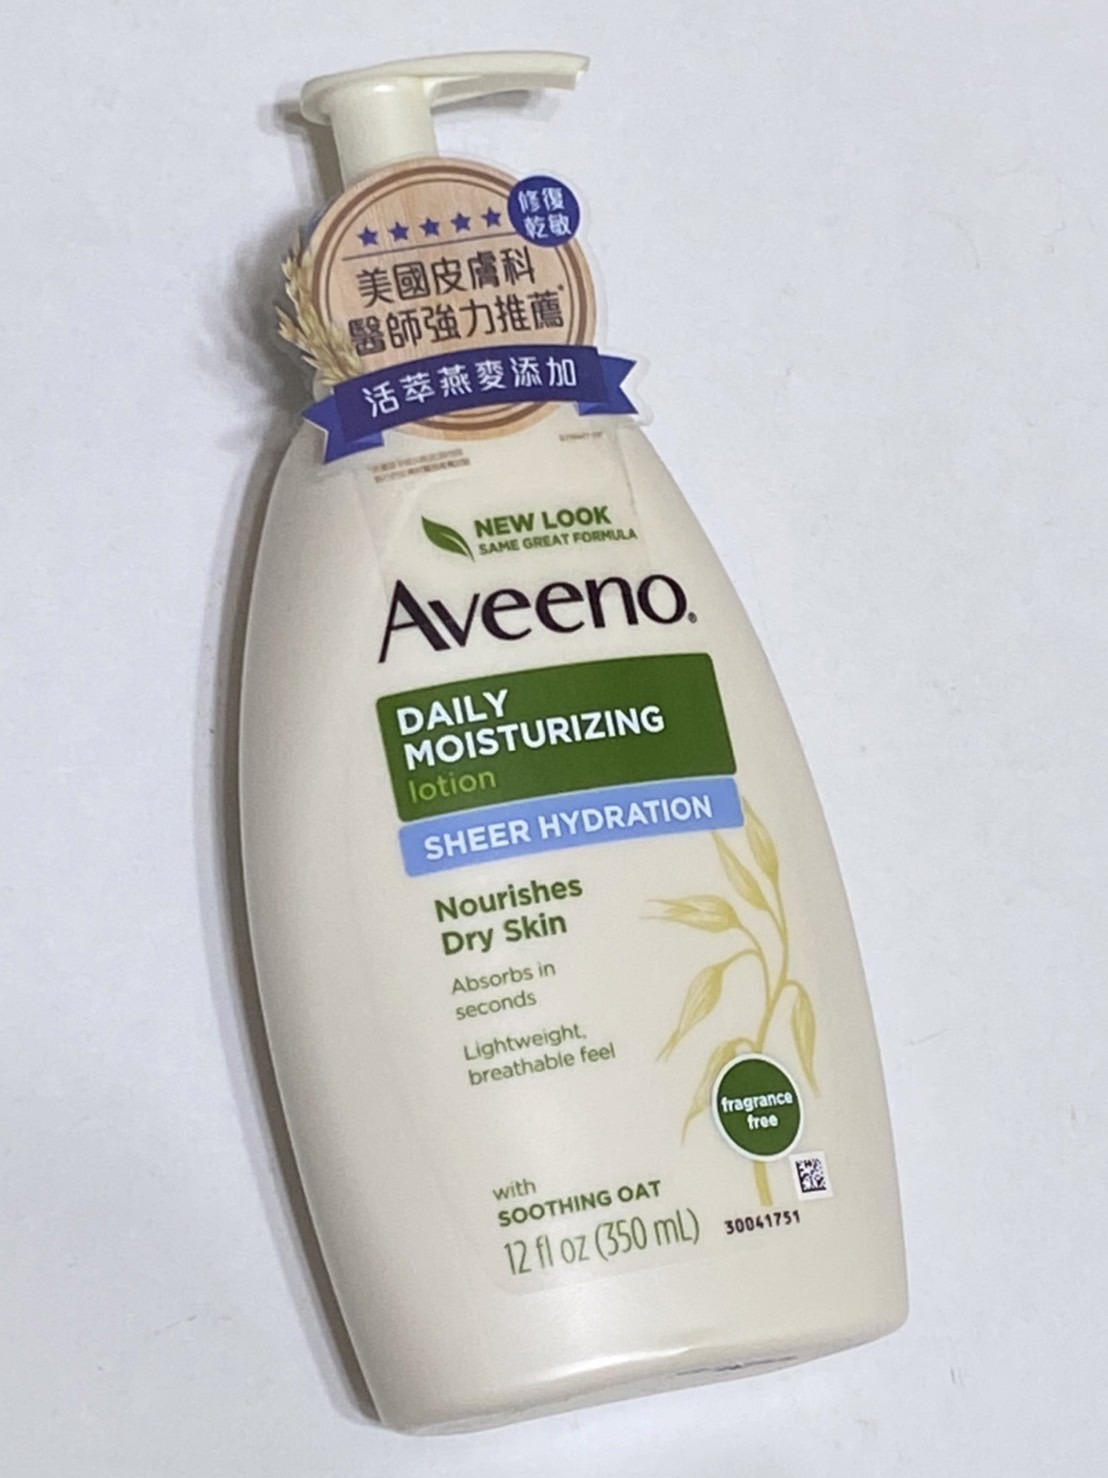 修復
乾敏
美國皮膚科
醫師強力推薦*
活萃燕麥添加
NEW LOOK
SAME GREAT FORMULA
Aveeno®
DAILY
MOISTURIZING
lotion
SHEER HYDRATION
Nourishes
Dry Skin
Absorbs in
seconds
Lightweight,
breathable feel
fragrance
free
with
SOOTHING OAT
12 fl oz (350 mL)
30041751